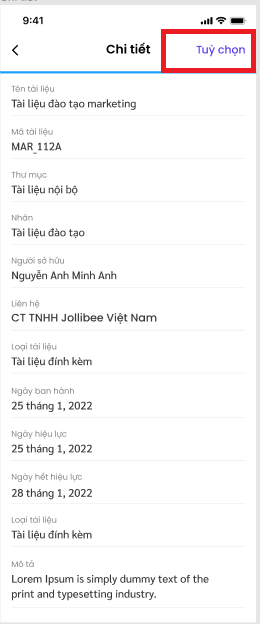 9:41
Chi tiết
Tuỳ chọn
Tên tài liệu
Tài liệu đào tạo marketing
Mã tài liệu
MAR_112A
Thư mục
Tài liệu nội bộ
Nhãn
Tài liệu đào tạo
Người sở hữu
Nguyễn Anh Minh Anh
Liên hệ
CT TNHH Jollibee Việt Nam
Loại tài liệu
Tài liệu đính kèm
Ngày ban hành
25 tháng 1, 2022
Ngày hiệu lực
25 tháng 1, 2022
Ngày hết hiệu lực
28 tháng 1, 2022
Loại tài liệu
Tài liệu đính kèm
Mô tả
Lorem Ipsum is simply dummy text of the
print and typesetting industry.